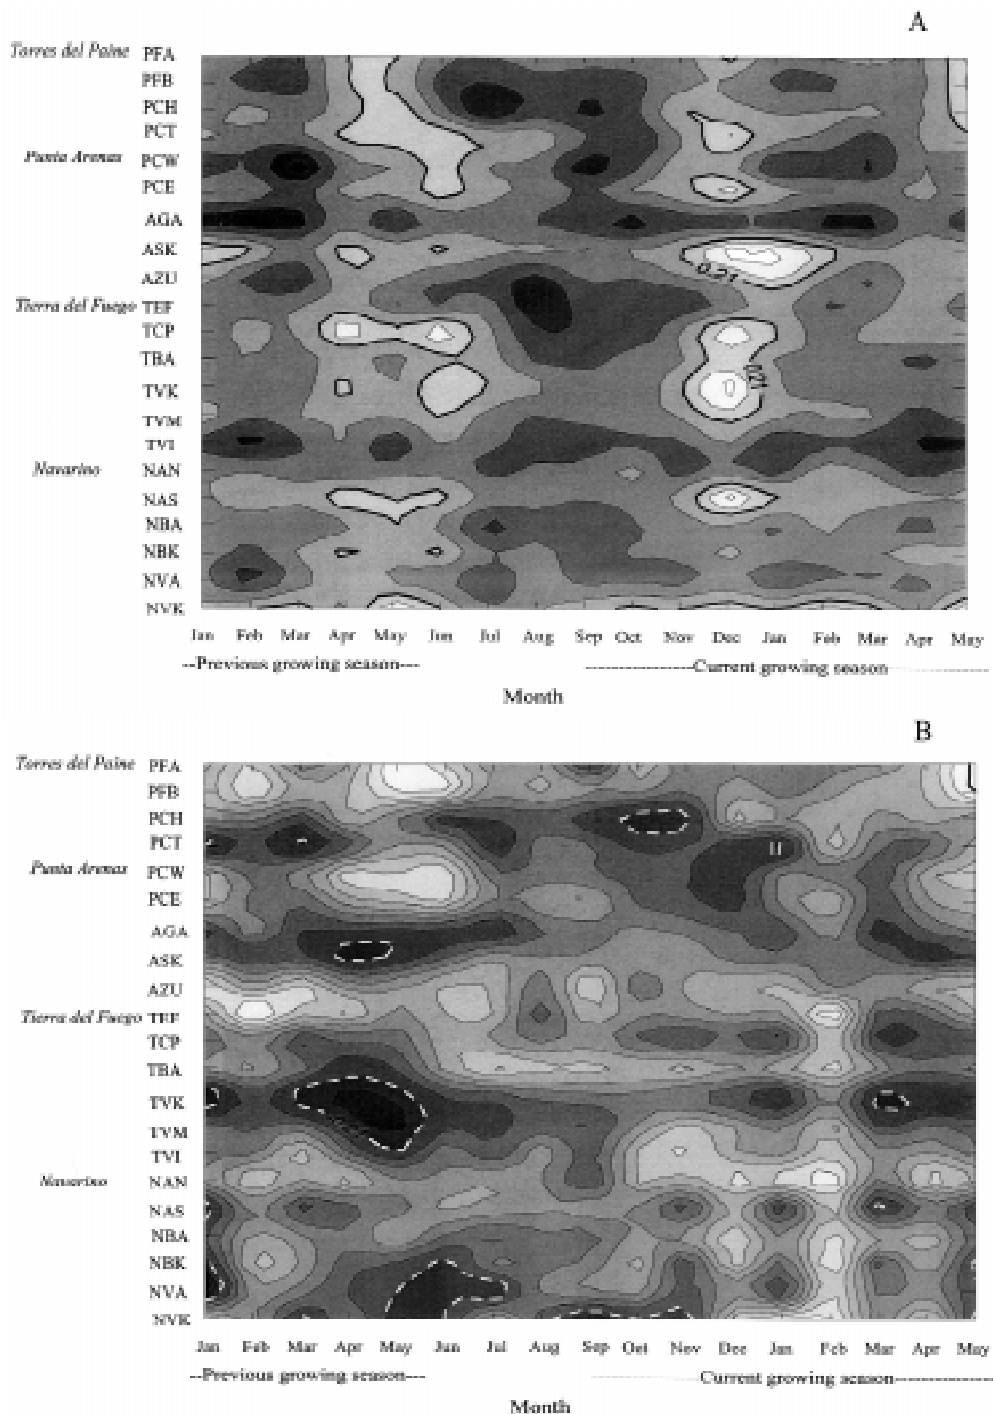 A
Torres del Paine PFA
PFB
PCH
PCT
Punta Arenas PCW
PCE
AGA
ASK
AZU
Tierra del Fuego TEF
TCP
TBA
TVK
TVM
TVI
Navarino NAN
NAS
NBA
NBK
NVA
NVK
0.21
0.21
Jan Feb Mar Apr May Jun Jul Aug Sep Oct Nov Dec Jan Feb Mar Apr May
--Previous growing season---
-----------------Current growing season-----------------
Month
B
Torres del Paine PFA
PFB
PCH
PCT
Punta Arenas PCW
PCE
AGA
ASK
AZU
Tierra del Fuego TEF
TCP
TBA
TVK
TVM
TVI
Navarino NAN
NAS
NBA
NBK
NVA
NVK
Jan Feb Mar Apr May Jun Jul Aug Sep Oct Nov Dec Jan Feb Mar Apr May
--Previous growing season---
-----------------Current growing season-----------------
Month